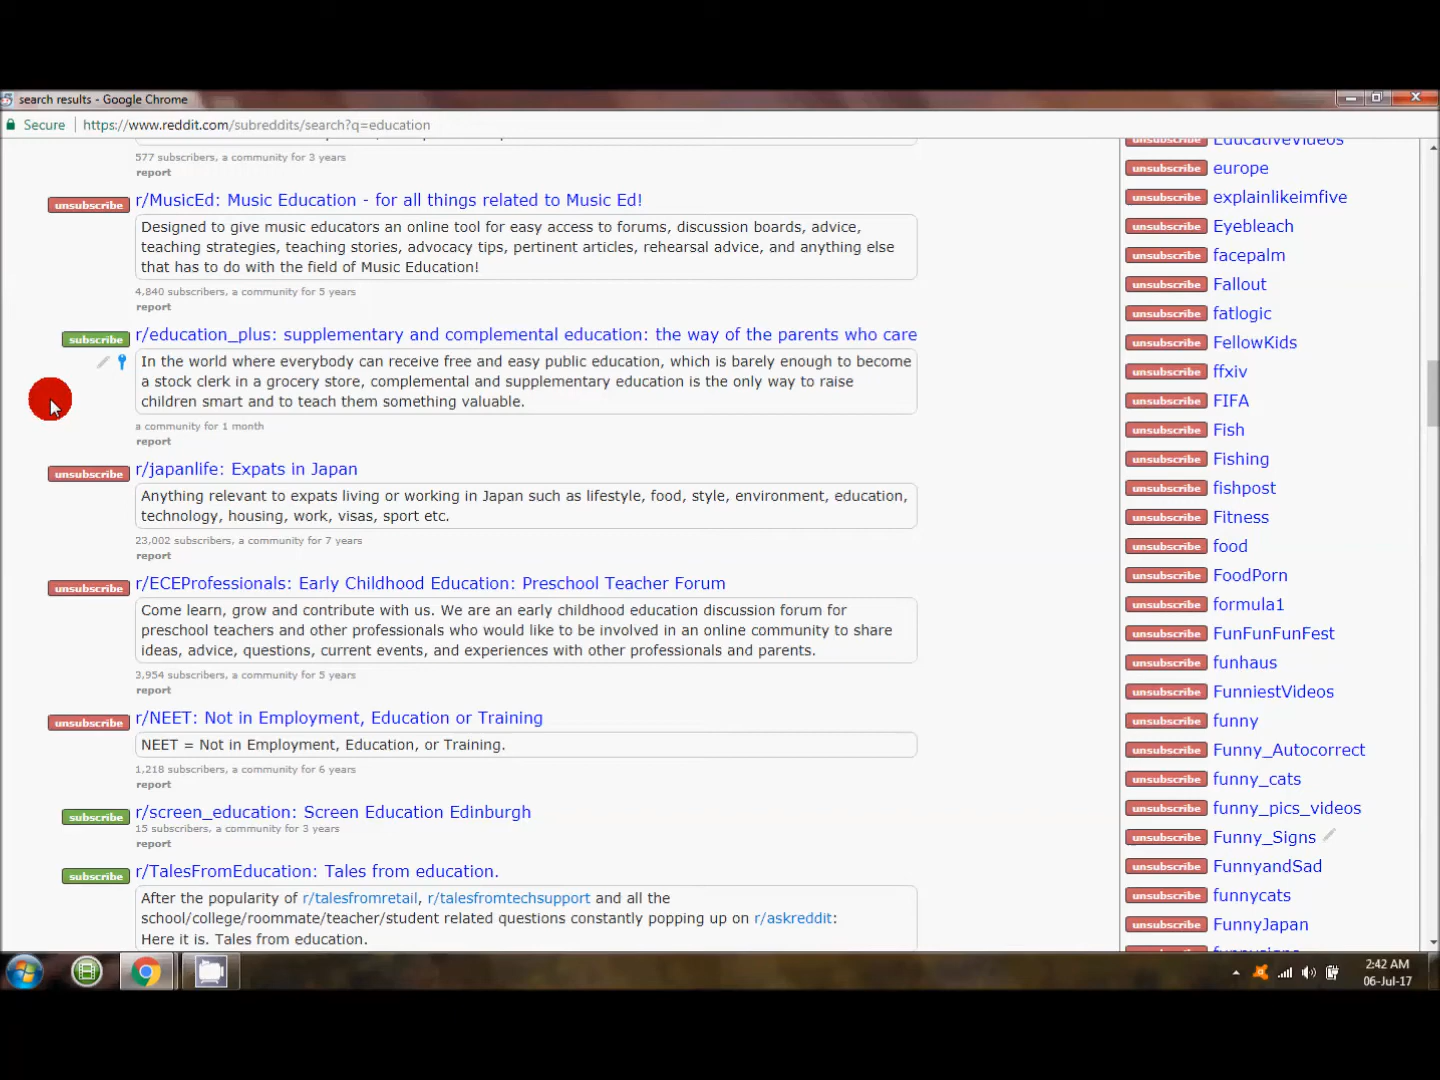 search results - Google Chrome
Secure https://www.reddit.com/subreddits/search?q=education
577 subscribers, a community for 3 years
report
unsubscribe r/MusicEd: Music Education - for all things related to Music Ed!
Designed to give music educators an online tool for easy access to forums, discussion boards, advice,
teaching strategies, teaching stories, advocacy tips, pertinent articles, rehearsal advice, and anything else
that has to do with the field of Music Education!
4,840 subscribers, a community for 5 years
report
subscribe r/education_plus: supplementary and complemental education: the way of the parents who care
In the world where everybody can receive free and easy public education, which is barely enough to become
a stock clerk in a grocery store, complemental and supplementary education is the only way to raise
children smart and to teach them something valuable.
a community for 1 month
report
unsubscribe r/japanlife: Expats in Japan
Anything relevant to expats living or working in Japan such as lifestyle, food, style, environment, education,
technology, housing, work, visas, sport etc.
23,002 subscribers, a community for 7 years
report
unsubscribe r/ECEProfessionals: Early Childhood Education: Preschool Teacher Forum
Come learn, grow and contribute with us. We are an early childhood education discussion forum for
preschool teachers and other professionals who would like to be involved in an online community to share
ideas, advice, questions, current events, and experiences with other professionals and parents.
3,954 subscribers, a community for 5 years
report
unsubscribe r/NEET: Not in Employment, Education or Training
NEET = Not in Employment, Education, or Training.
1,218 subscribers, a community for 6 years
report
subscribe r/screen_education: Screen Education Edinburgh
15 subscribers, a community for 3 years
report
subscribe r/TalesFromEducation: Tales from education.
After the popularity of r/talesfromretail, r/talesfromtechsupport and all the
school/college/roommate/teacher/student related questions constantly popping up on r/askreddit:
Here it is. Tales from education.
unsubscribe EducativeVideos
unsubscribe europe
unsubscribe explainlikeimfive
unsubscribe Eyebleach
unsubscribe facepalm
unsubscribe Fallout
unsubscribe fatlogic
unsubscribe FellowKids
unsubscribe ffxiv
unsubscribe FIFA
unsubscribe Fish
unsubscribe Fishing
unsubscribe fishpost
unsubscribe Fitness
unsubscribe food
unsubscribe FoodPorn
unsubscribe formula1
unsubscribe FunFunFunFest
unsubscribe funhaus
unsubscribe FunniestVideos
unsubscribe funny
unsubscribe Funny_Autocorrect
unsubscribe funny_cats
unsubscribe funny_pics_videos
unsubscribe Funny_Signs
unsubscribe FunnyandSad
unsubscribe funnycats
unsubscribe FunnyJapan
2:42 AM
06-Jul-17